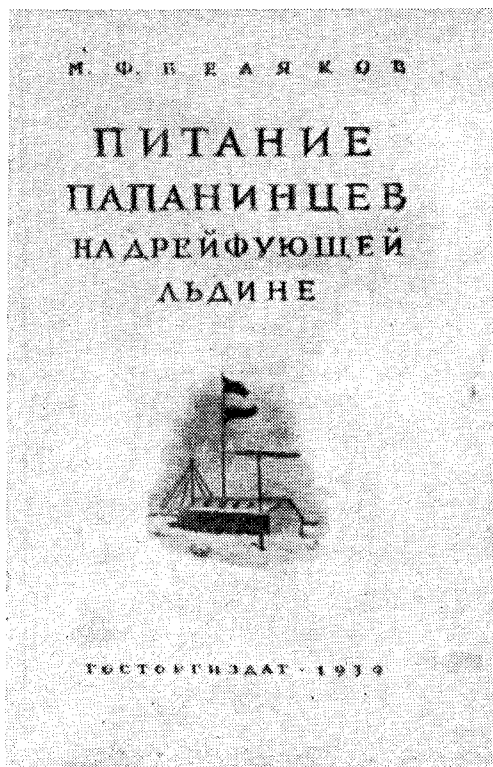 М. Ф. БЕЛЯКОВ
ПИТАНИЕ
ПАПАНИНЦЕВ
НА ДРЕЙФУЮЩЕЙ
ЛЬДИНЕ
ГОСТОРГИЗДАТ · 1939